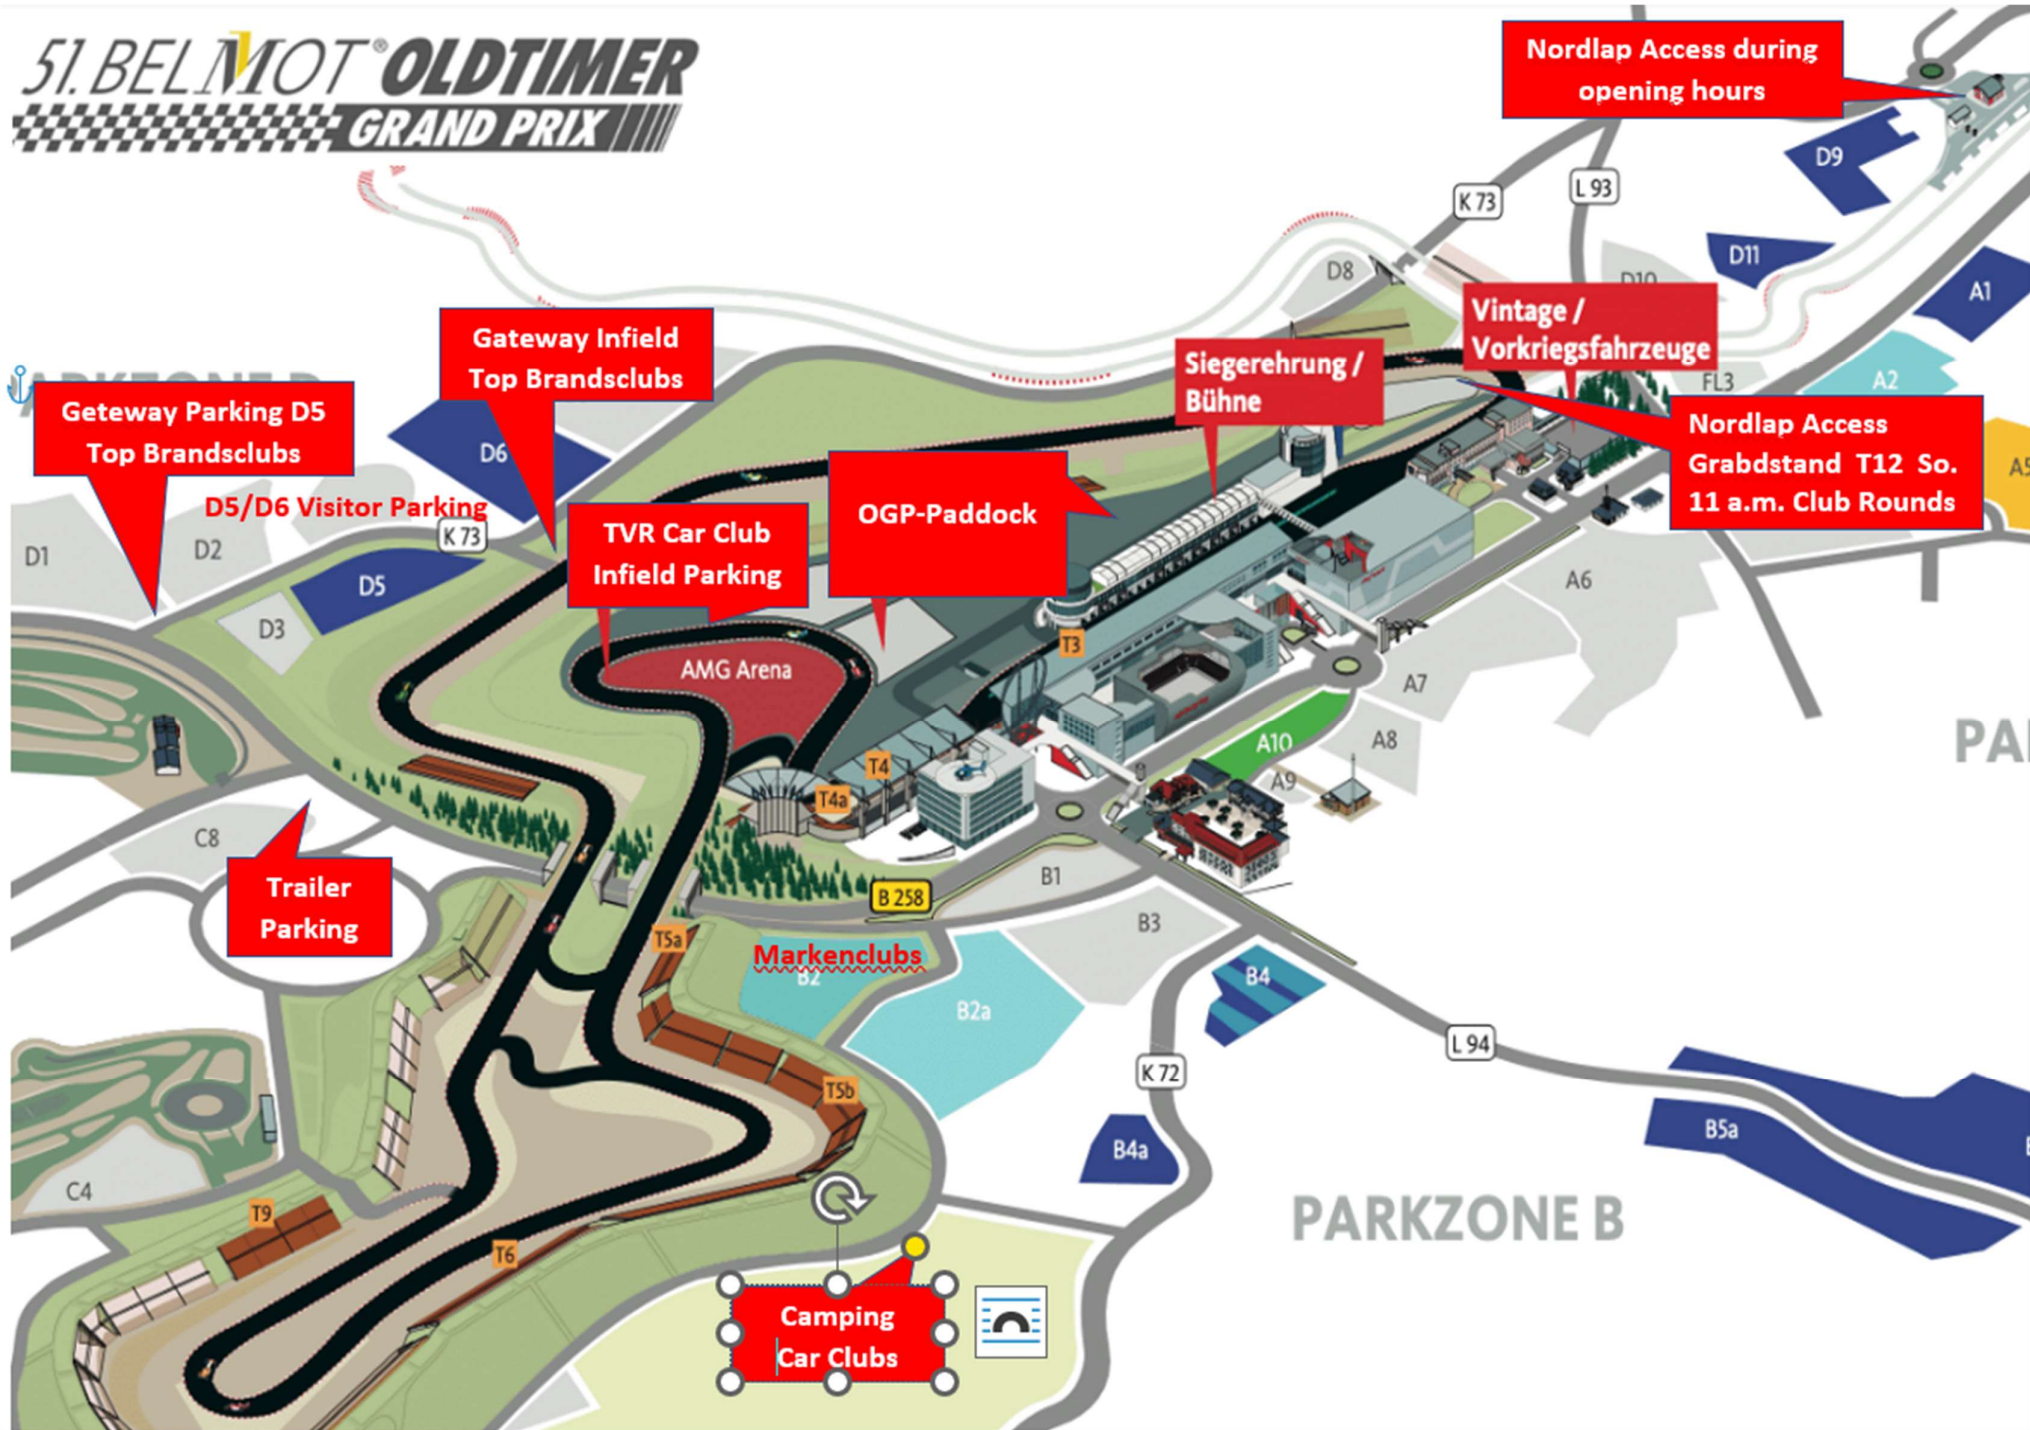 51. BELMOT® OLDTIMER
GRAND PRIX
Nordlap Access during
opening hours
D9
K 73
L 93
D11
D8
D10
A1
Gateway Infield
Top Brandsclubs
Vintage /
Vorkriegsfahrzeuge
Siegerehrung /
Bühne
FL3
A2
Geteway Parking D5
Top Brandsclubs
Nordlap Access
Grabdstand T12 So.
11 a.m. Club Rounds
D6
A5
D5/D6 Visitor Parking
OGP-Paddock
K 73
TVR Car Club
Infield Parking
D1
D2
D5
A6
D3
T3
AMG Arena
A7
A10
A8
PA
T4
A9
T4a
C8
Trailer
Parking
B1
B 258
B3
T5a
Markenclubs
B2
B4
B2a
L 94
K 72
T5b
B5a
B4a
C4
T9
PARKZONE B
T6
Camping
Car Clubs